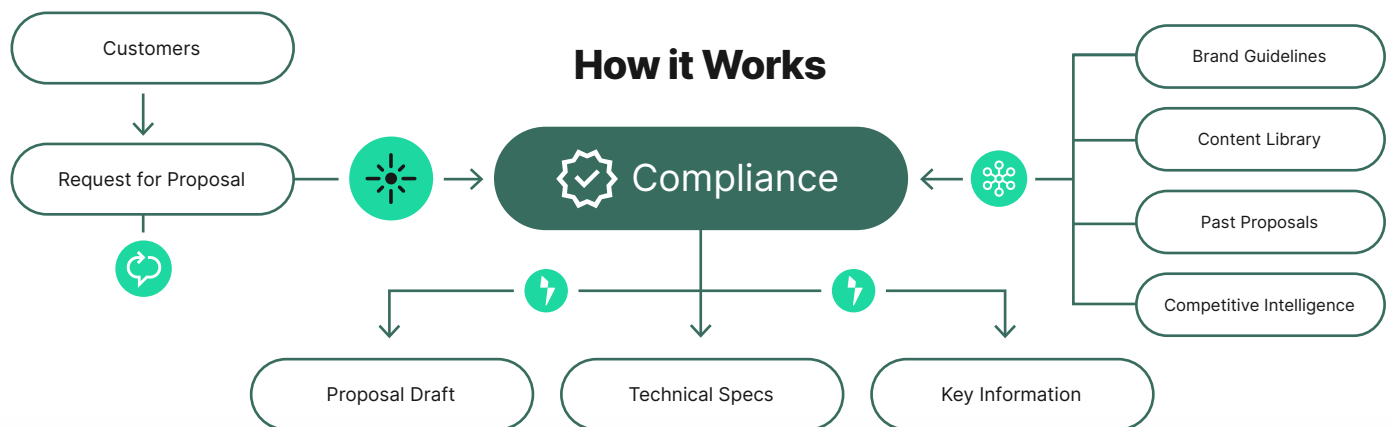 How it Works
Customers
Request for Proposal
Compliance
Brand Guidelines
Content Library
Past Proposals
Competitive Intelligence
Proposal Draft
Technical Specs
Key Information